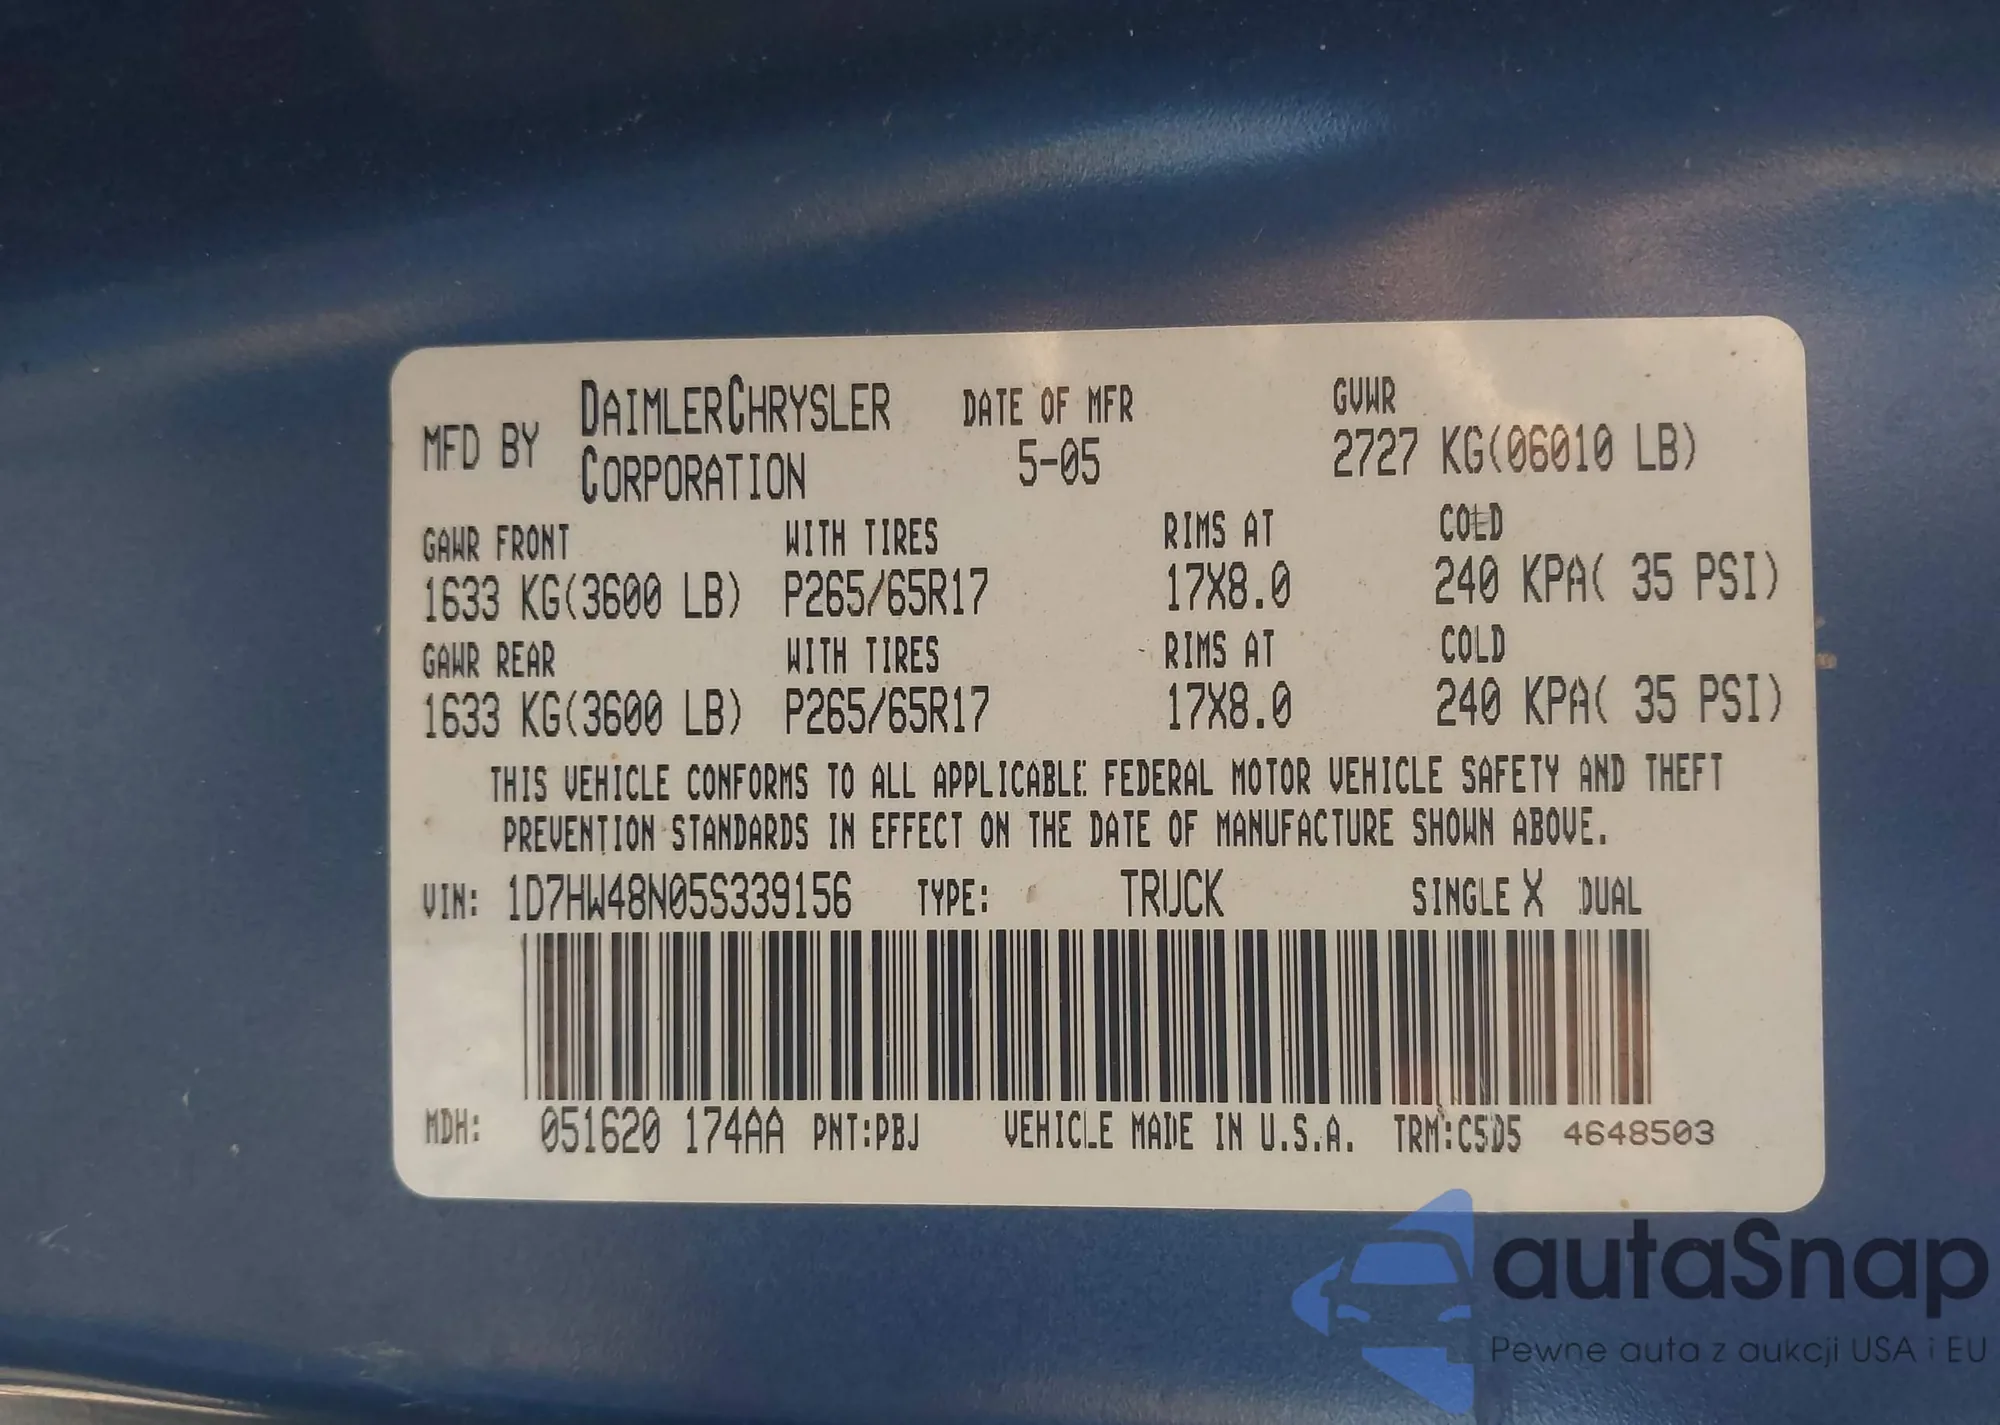 MFD BY DAIMLERCHRYSLER CORPORATION DATE OF MFR 5-05 GVWR 2727 KG(06010 LB)
GAWR FRONT WITH TIRES RIMS AT COLD
1633 KG(3600 LB) P265/65R17 17X8.0 240 KPA( 35 PSI)
GAWR REAR WITH TIRES RIMS AT COLD
1633 KG(3600 LB) P265/65R17 17X8.0 240 KPA( 35 PSI)
THIS VEHICLE CONFORMS TO ALL APPLICABLE FEDERAL MOTOR VEHICLE SAFETY AND THEFT
PREVENTION STANDARDS IN EFFECT ON THE DATE OF MANUFACTURE SHOWN ABOVE.
VIN: 1D7HW48N05S339156 TYPE: TRUCK SINGLE X DUAL
MDH: 051620 174AA PNT:PBJ VEHICLE MADE IN U.S.A. TRM:C5D5 4648503
autaSnap
Pewne auta z aukcji USA i EU